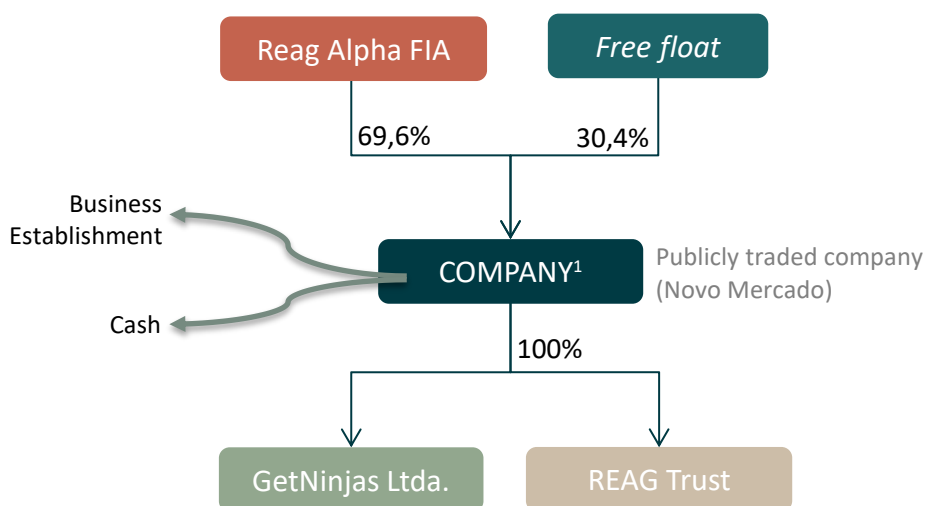 Reag Alpha FIA
Free float
69,6%
30,4%
Business
Establishment
COMPANY¹
Publicly traded company
(Novo Mercado)
Cash
100%
GetNinjas Ltda.
REAG Trust